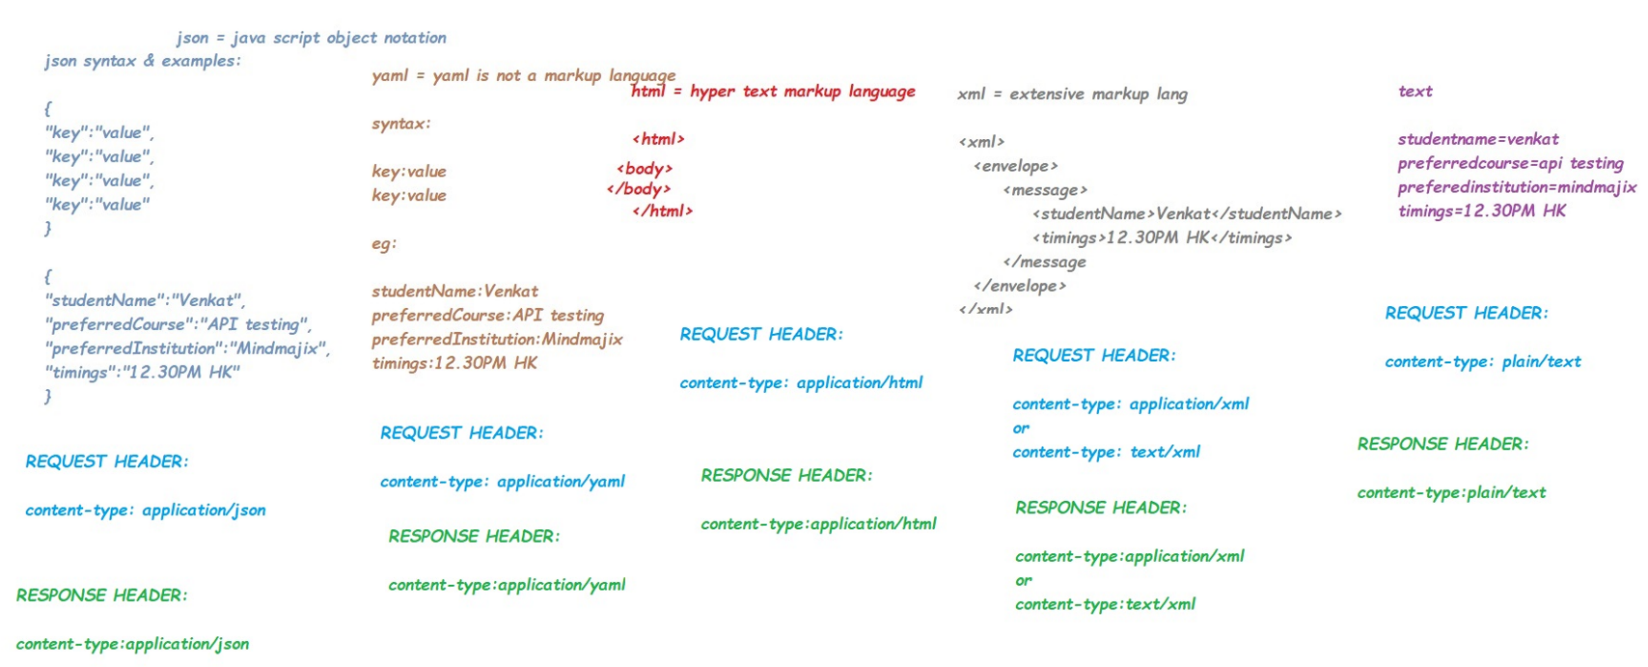 json = java script object notation
json syntax & examples:
{
"key":"value",
"key":"value",
"key":"value",
"key":"value"
}
{
"studentName":"Venkat",
"preferredCourse":"API testing",
"preferredInstitution":"Mindmajix",
"timings":"12.30PM HK"
}
REQUEST HEADER:
content-type: application/json
RESPONSE HEADER:
content-type:application/json
yaml = yaml is not a markup language
syntax:
key:value
key:value
eg:
studentName:Venkat
preferredCourse:API testing
preferredInstitution:Mindmajix
timings:12.30PM HK
REQUEST HEADER:
content-type: application/yaml
RESPONSE HEADER:
content-type:application/yaml
html = hyper text markup language
<html>
<body>
</body>
</html>
REQUEST HEADER:
content-type: application/html
RESPONSE HEADER:
content-type:application/html
xml = extensive markup lang
<xml>
<envelope>
<message>
<studentName>Venkat</studentName>
<timings>12.30PM HK</timings>
</message
</envelope>
</xml>
REQUEST HEADER:
content-type: application/xml
or
content-type: text/xml
RESPONSE HEADER:
content-type:application/xml
or
content-type:text/xml
text
studentname=venkat
preferredcourse=api testing
preferedinstitution=mindmajix
timings=12.30PM HK
REQUEST HEADER:
content-type: plain/text
RESPONSE HEADER:
content-type:plain/text